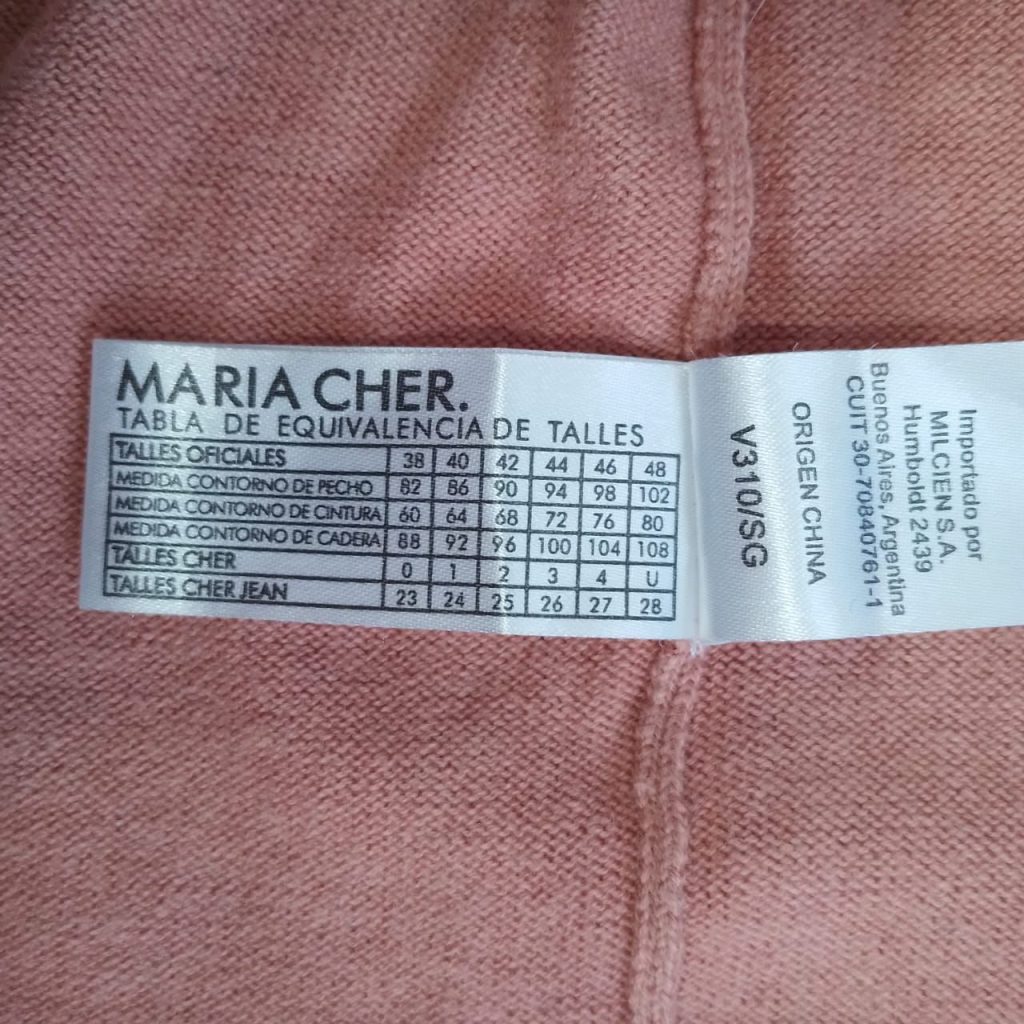 MARIA CHER.
TABLA DE EQUIVALENCIA DE TALLES
TALLES OFICIALES 38 40 42 44 46 48
MEDIDA CONTORNO DE PECHO 82 86 90 94 98 102
MEDIDA CONTORNO DE CINTURA 60 64 68 72 76 80
MEDIDA CONTORNO DE CADERA 88 92 96 100 104 108
TALLES CHER 0 1 2 3 4 U
TALLES CHER JEAN 23 24 25 26 27 28
Importado por
MILCIEN S.A.
Humboldt 2439
Buenos Aires, Argentina
CUIT 30-70840761-1
ORIGEN CHINA
V310/SG